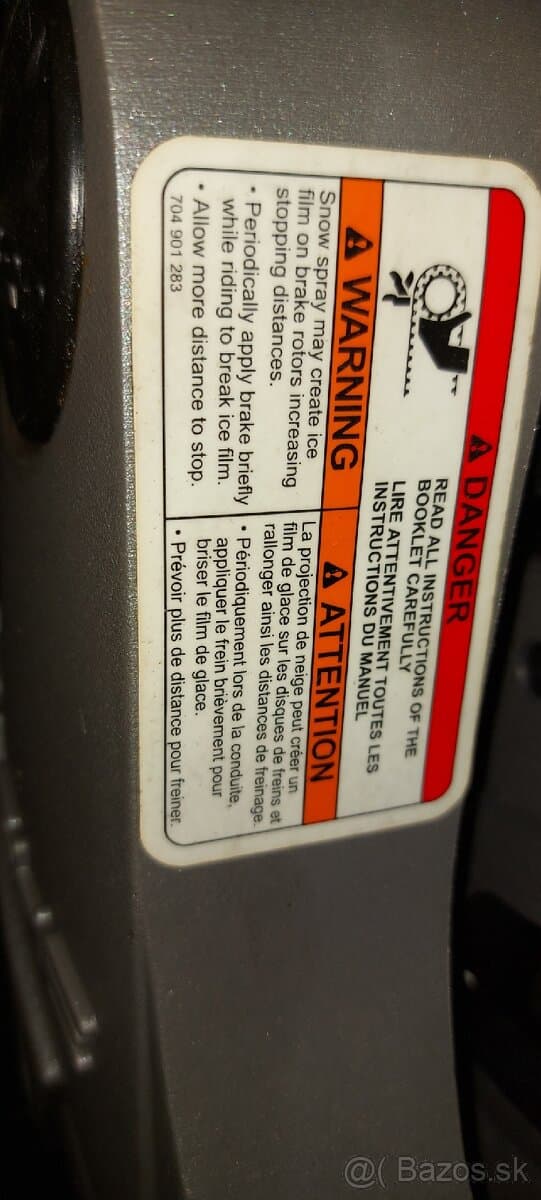 DANGER
READ ALL INSTRUCTIONS OF THE
BOOKLET CAREFULLY
LIRE ATTENTIVEMENT TOUTES LES
INSTRUCTIONS DU MANUEL
WARNING
Snow spray may create ice
film on brake rotors increasing
stopping distances.
• Periodically apply brake briefly
while riding to break ice film.
• Allow more distance to stop.
704 901 283
ATTENTION
La projection de neige peut créer un
film de glace sur les disques de freins et
rallonger ainsi les distances de freinage.
• Périodiquement lors de la conduite,
appliquer le frein brièvement pour
briser le film de glace.
• Prévoir plus de distance pour freiner.
@( Bazos.sk